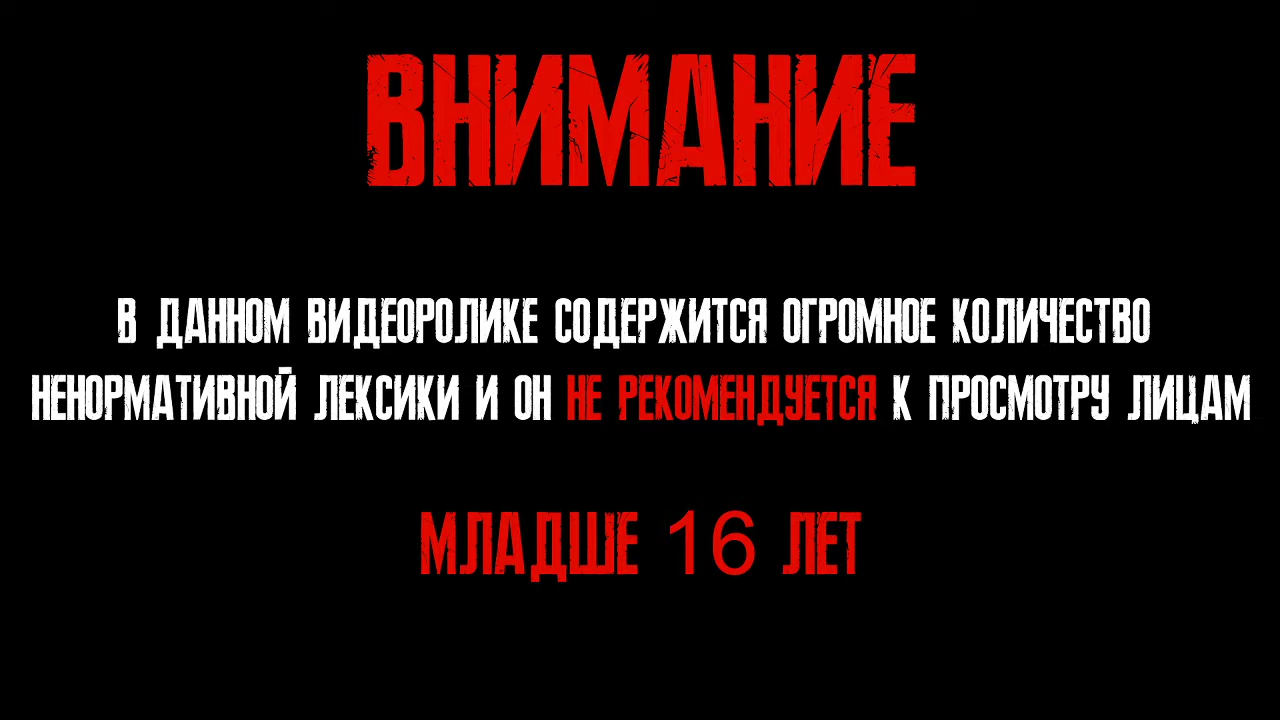 ВНИМАНИЕ
В ДАННОМ ВИДЕОРОЛИКЕ СОДЕРЖИТСЯ ОГРОМНОЕ КОЛИЧЕСТВО
НЕНОРМАТИВНОЙ ЛЕКСИКИ И ОН НЕ РЕКОМЕНДУЕТСЯ К ПРОСМОТРУ ЛИЦАМ
МЛАДШЕ 16 ЛЕТ